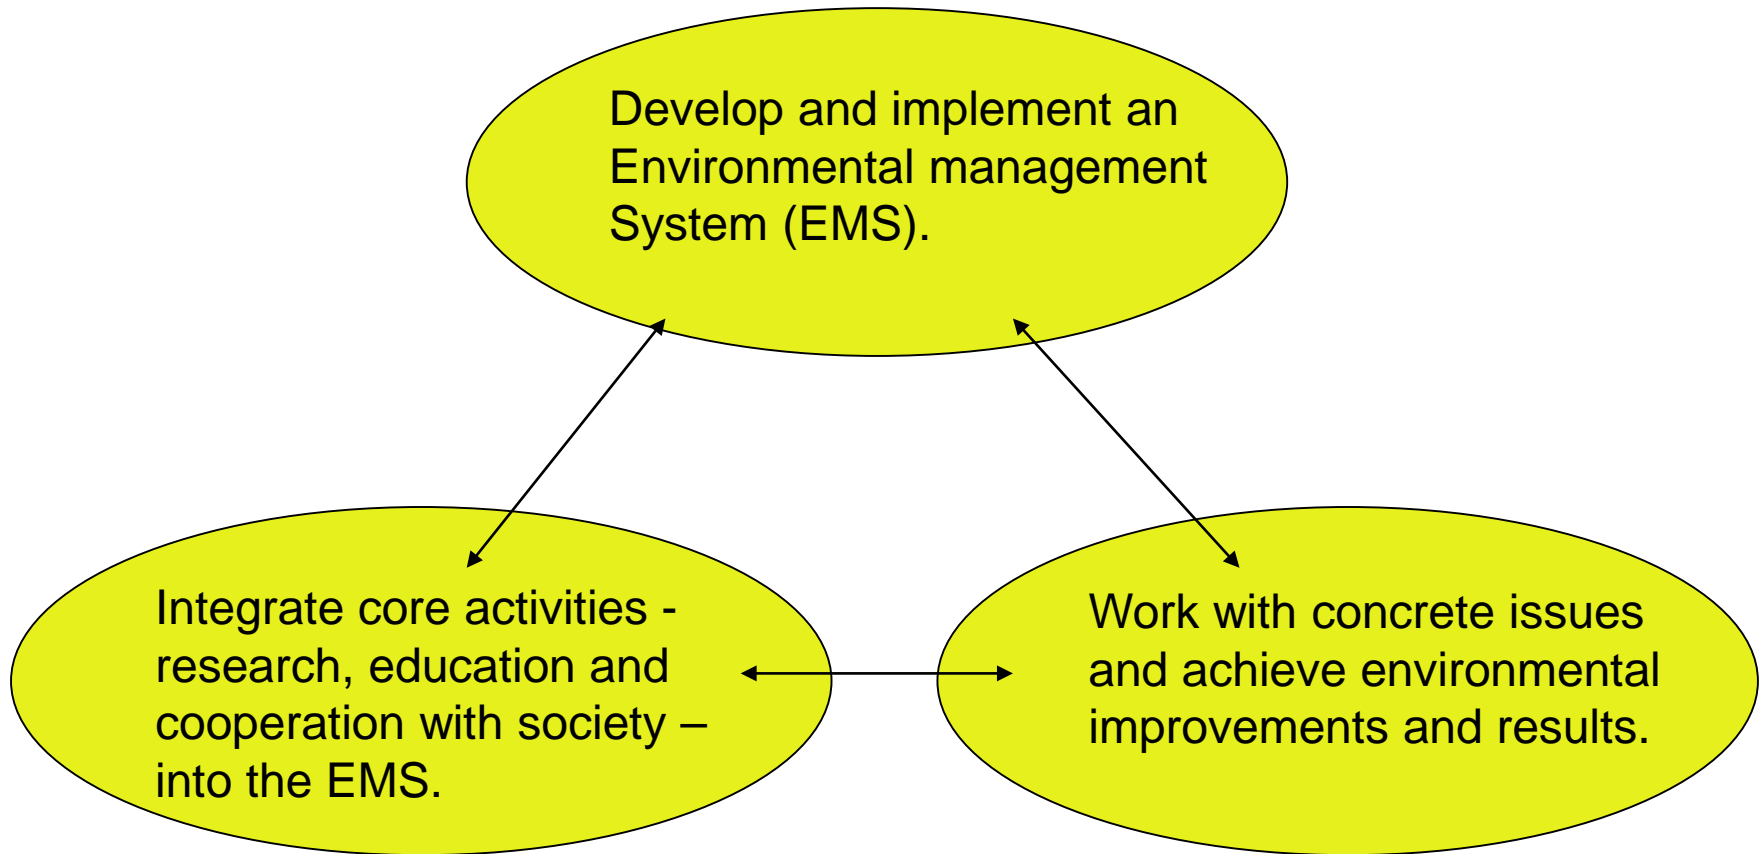 Develop and implement an
Environmental management
System (EMS).
Integrate core activities -
research, education and
cooperation with society –
into the EMS.
Work with concrete issues
and achieve environmental
improvements and results.